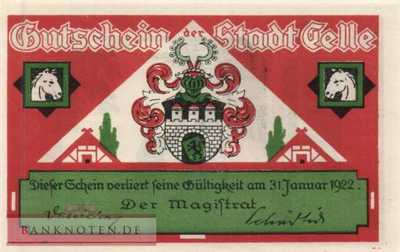 Gutschein der Stadt Celle
Dieser Schein verliert seine Gültigkeit am 31. Januar 1922.
Der Magistrat
BANKNOTEN.DE